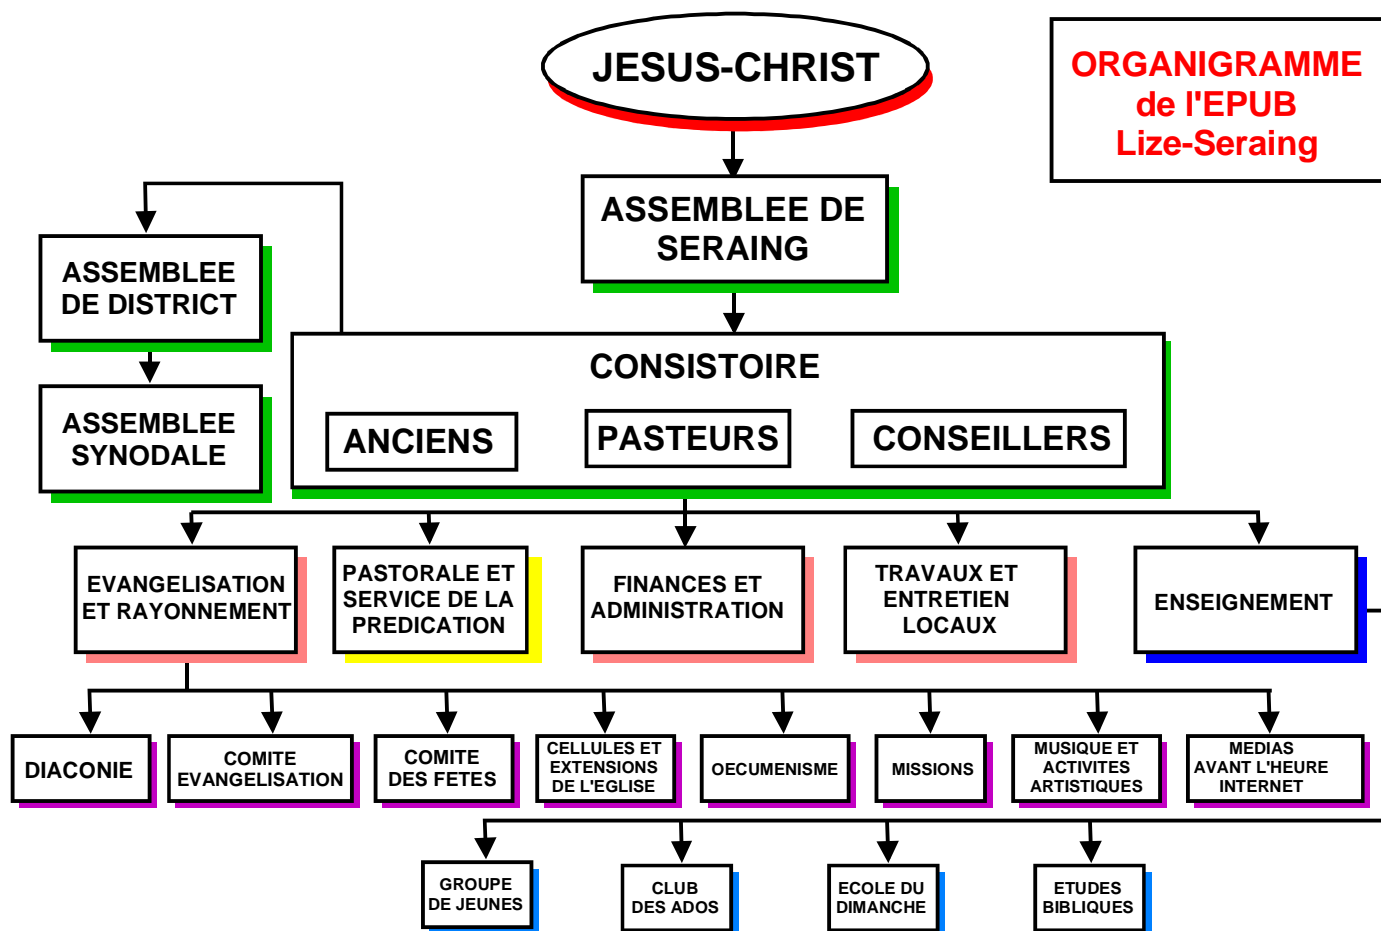 JESUS-CHRIST
ORGANIGRAMME
de l'EPUB
Lize-Seraing
ASSEMBLEE DE
SERAING
ASSEMBLEE
DE DISTRICT
ASSEMBLEE
SYNODALE
CONSISTOIRE
ANCIENS
PASTEURS
CONSEILLERS
EVANGELISATION
ET RAYONNEMENT
PASTORALE ET
SERVICE DE LA
PREDICATION
FINANCES ET
ADMINISTRATION
TRAVAUX ET
ENTRETIEN
LOCAUX
ENSEIGNEMENT
DIACONIE
COMITE
EVANGELISATION
COMITE
DES FETES
CELLULES ET
EXTENSIONS
DE L'EGLISE
OECUMENISME
MISSIONS
MUSIQUE ET
ACTIVITES
ARTISTIQUES
MEDIAS
AVANT L'HEURE
INTERNET
GROUPE
DE JEUNES
CLUB
DES ADOS
ECOLE DU
DIMANCHE
ETUDES
BIBLIQUES